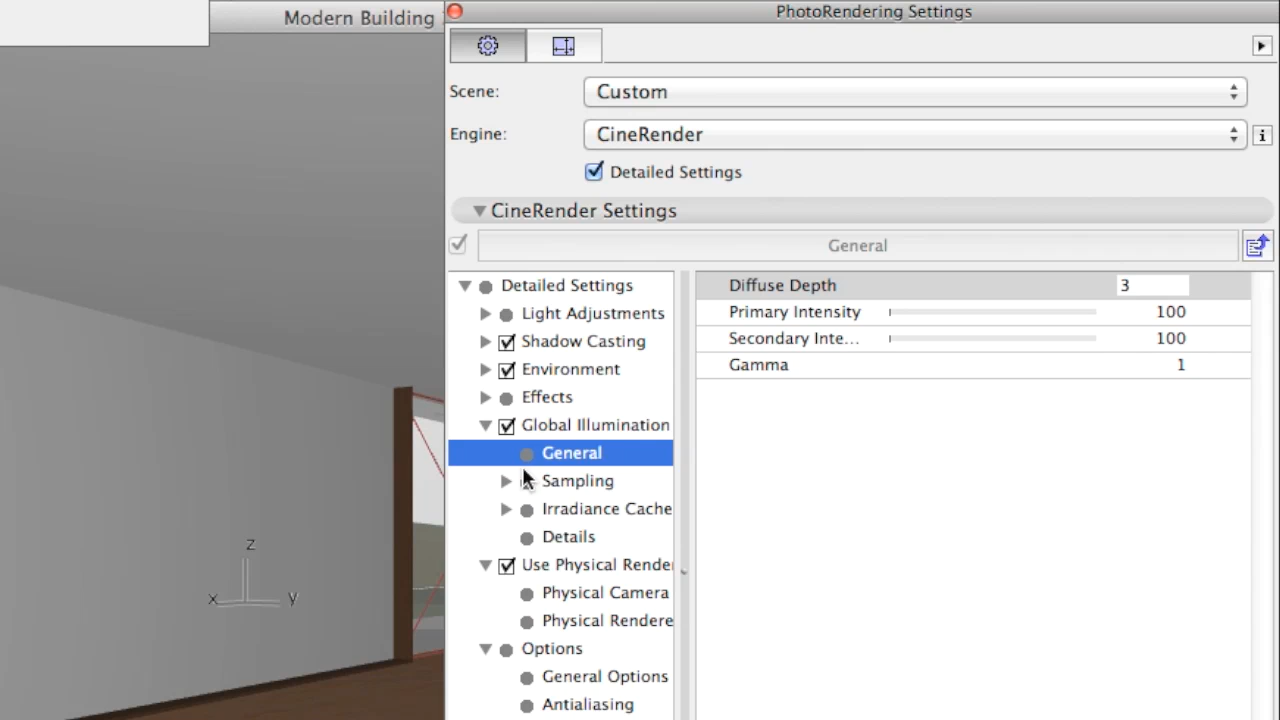 Modern Building
PhotoRendering Settings
Scene:
Custom
Engine:
CineRender
i
Detailed Settings
CineRender Settings
General
Detailed Settings
Light Adjustments
Shadow Casting
Environment
Effects
Global Illumination
General
Sampling
Irradiance Cache
Details
Use Physical Rende
Physical Camera
Physical Rendere
Options
General Options
Antialiasing
Diffuse Depth 3
Primary Intensity 100
Secondary Inte... 100
Gamma 1
z
x
y